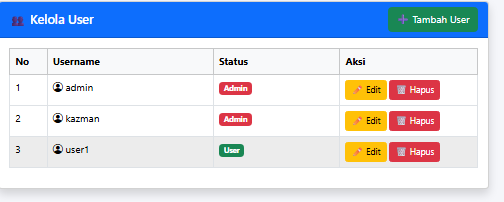 Kelola User
Tambah User
No Username Status Aksi
1 admin Admin Edit Hapus
2 kazman Admin Edit Hapus
3 user1 User Edit Hapus